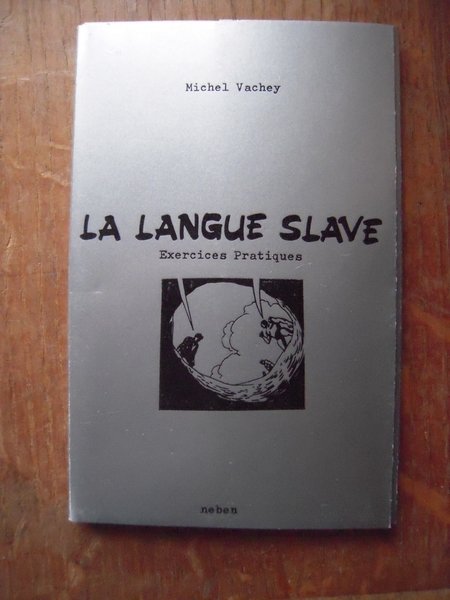 Michel Vachey
LA LANGUE SLAVE
Exercices Pratiques
neben